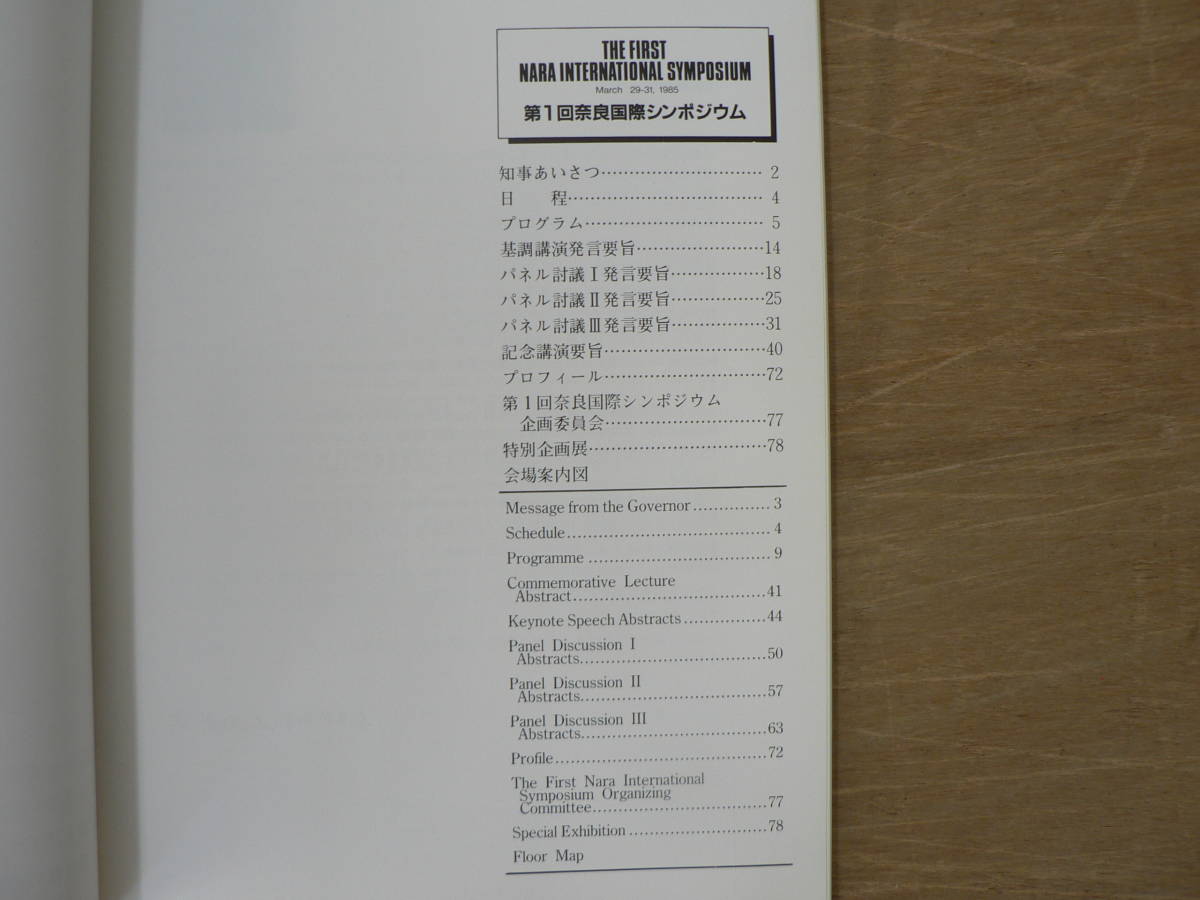 THE FIRST
NARA INTERNATIONAL SYMPOSIUM
March 29-31, 1985
第1回奈良国際シンポジウム
知事あいさつ…………………………… 2
日　　程……………………………… 4
プログラム…………………………… 5
基調講演発言要旨……………………14
パネル討議Ⅰ発言要旨………………18
パネル討議Ⅱ発言要旨………………25
パネル討議Ⅲ発言要旨………………31
記念講演要旨…………………………40
プロフィール…………………………72
第1回奈良国際シンポジウム
企画委員会…………………………77
特別企画展……………………………78
会場案内図
Message from the Governor............... 3
Schedule....................................... 4
Programme ................................... 9
Commemorative Lecture
Abstract.....................................41
Keynote Speech Abstracts................44
Panel Discussion I
Abstracts....................................50
Panel Discussion II
Abstracts....................................57
Panel Discussion III
Abstracts....................................63
Profile.........................................72
The First Nara International
Symposium Organizing
Committee..................................77
Special Exhibition ..........................78
Floor Map